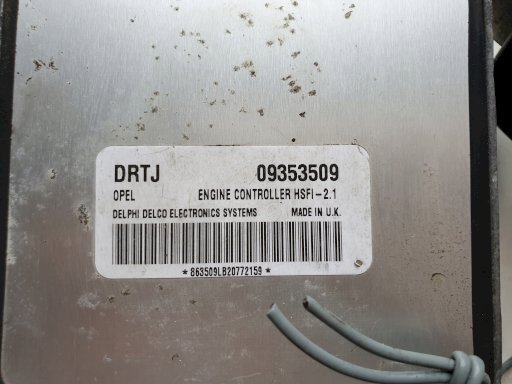 DRTJ 09353509
OPEL ENGINE CONTROLLER HSFI-2.1
DELPHI DELCO ELECTRONICS SYSTEMS MADE IN U.K.
*863509LB20772159*